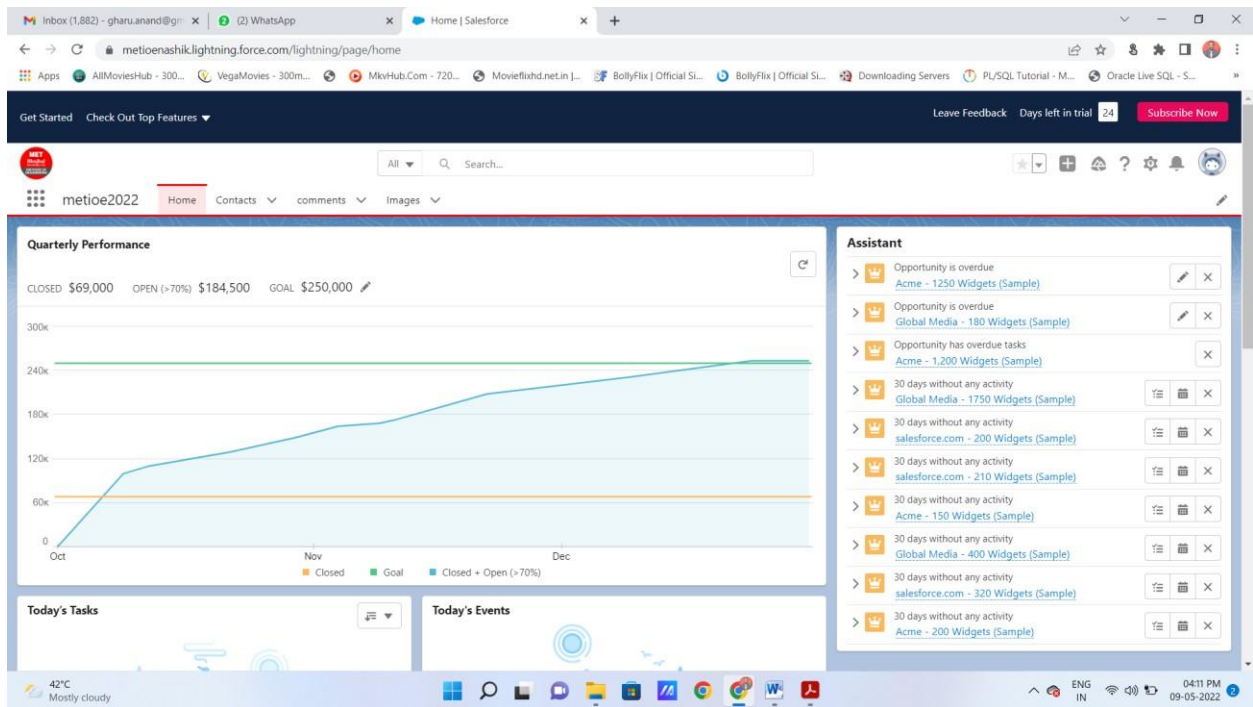 Inbox (1,882) - gharu.anand@gm
(2) WhatsApp
Home | Salesforce
metioenashik.lightning.force.com/lightning/page/home
Apps AllMoviesHub - 300... VegaMovies - 300m... MkvHub.Com - 720... Movieflixhd.net.in |... BollyFlix | Official Si... BollyFlix | Official Si... Downloading Servers PL/SQL Tutorial - M... Oracle Live SQL - S... »
Get Started Check Out Top Features Leave Feedback Days left in trial 24 Subscribe Now
MET
All Search...
metioe2022 Home Contacts comments Images
Quarterly Performance
CLOSED $69,000 OPEN (>70%) $184,500 GOAL $250,000
300K
240K
180K
120K
60K
0
Oct Nov Dec
Closed Goal Closed + Open (>70%)
Today's Tasks
Today's Events
Assistant
Opportunity is overdue
Acme - 1250 Widgets (Sample)
Opportunity is overdue
Global Media - 180 Widgets (Sample)
Opportunity has overdue tasks
Acme - 1,200 Widgets (Sample)
30 days without any activity
Global Media - 1750 Widgets (Sample)
30 days without any activity
salesforce.com - 200 Widgets (Sample)
30 days without any activity
salesforce.com - 210 Widgets (Sample)
30 days without any activity
Acme - 150 Widgets (Sample)
30 days without any activity
Global Media - 400 Widgets (Sample)
30 days without any activity
salesforce.com - 320 Widgets (Sample)
30 days without any activity
Acme - 200 Widgets (Sample)
42°C
Mostly cloudy
ENG
IN
04:11 PM
09-05-2022
2